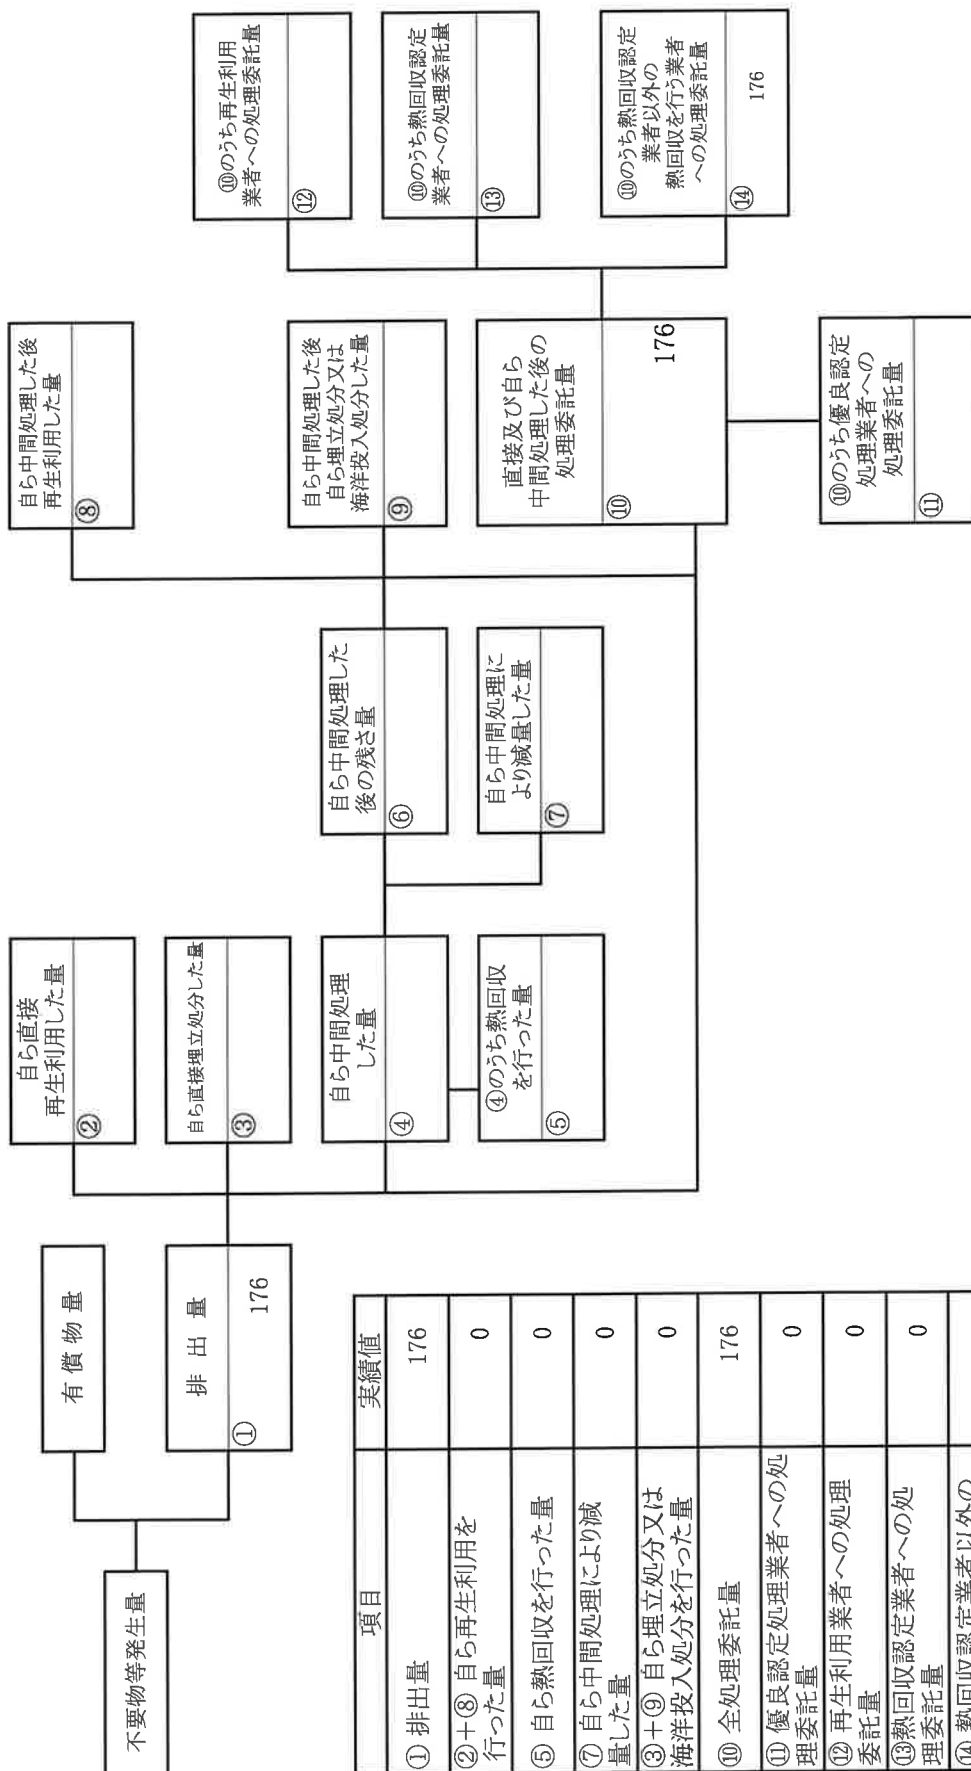 不要物等発生量
有償物量
排出量
①
176
自ら直接
再生利用した量
②
自ら直接埋立処分した量
③
自ら中間処理
した量
④
④のうち熱回収
を行った量
⑤
自ら中間処理した
後の残さ量
⑥
自ら中間処理に
より減量した量
⑦
自ら中間処理した後
再生利用した量
⑧
自ら中間処理した後
自ら埋立処分又は
海洋投入処分した量
⑨
直接及び自ら
中間処理した後の
処理委託量
⑩
176
⑩のうち優良認定
処理業者への
処理委託量
⑪
⑩のうち再生利用
業者への処理委託量
⑫
⑩のうち熱回収認定
業者への処理委託量
⑬
⑩のうち熱回収認定
業者以外の
熱回収を行う業者
への処理委託量
⑭
176
項目 実績値
① 排出量 176
②+⑧ 自ら再生利用を
行った量 0
⑤ 自ら熱回収を行った量 0
⑦ 自ら中間処理により減
量した量 0
③+⑨ 自ら埋立処分又は
海洋投入処分を行った量 0
⑩ 全処理委託量 176
⑪ 優良認定処理業者への処
理委託量 0
⑫ 再生利用業者への処理
委託量 0
⑬熱回収認定業者への処
理委託量 0
⑭ 熱回収認定業者以外の